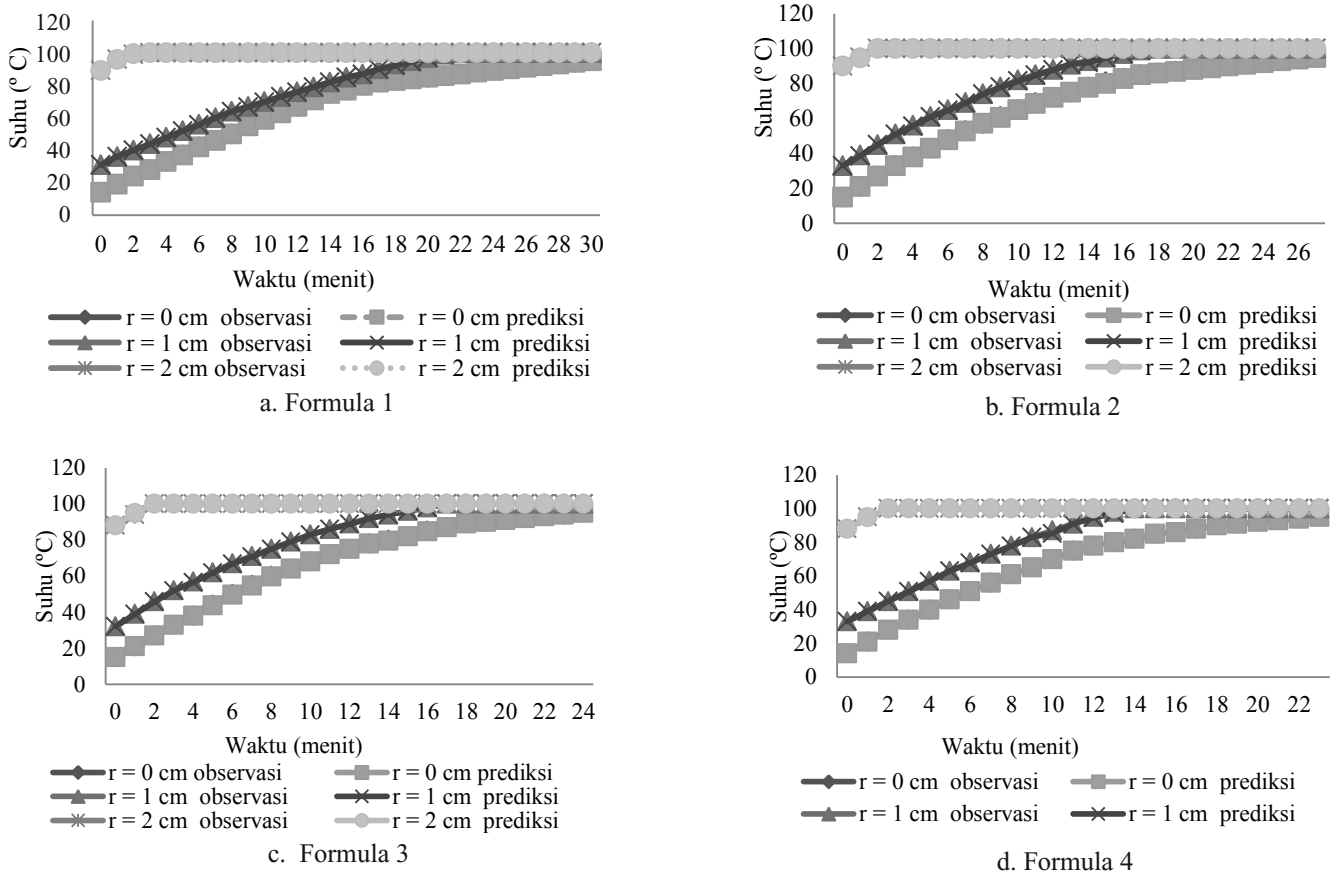 120
100
80
60
40
20
0
Suhu (º C)
0 2 4 6 8 10 12 14 16 18 20 22 24 26 28 30
Waktu (menit)
r = 0 cm observasi r = 0 cm prediksi
r = 1 cm observasi r = 1 cm prediksi
r = 2 cm observasi r = 2 cm prediksi
a. Formula 1
120
100
80
60
40
20
0
Suhu (º C)
0 2 4 6 8 10 12 14 16 18 20 22 24 26
Waktu (menit)
r = 0 cm observasi r = 0 cm prediksi
r = 1 cm observasi r = 1 cm prediksi
r = 2 cm observasi r = 2 cm prediksi
b. Formula 2
120
100
80
60
40
20
0
Suhu (ºC)
0 2 4 6 8 10 12 14 16 18 20 22 24
Waktu (menit)
r = 0 cm observasi r = 0 cm prediksi
r = 1 cm observasi r = 1 cm prediksi
r = 2 cm observasi r = 2 cm prediksi
c. Formula 3
120
100
80
60
40
20
0
Suhu (ºC)
0 2 4 6 8 10 12 14 16 18 20 22
Waktu (menit)
r = 0 cm observasi r = 0 cm prediksi
r = 1 cm observasi r = 1 cm prediksi
d. Formula 4